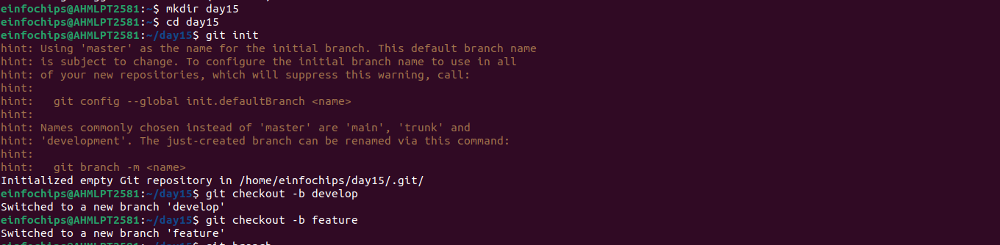 einfochips@AHMLPT2581:~$ mkdir day15
einfochips@AHMLPT2581:~$ cd day15
einfochips@AHMLPT2581:~/day15$ git init
hint: Using 'master' as the name for the initial branch. This default branch name
hint: is subject to change. To configure the initial branch name to use in all
hint: of your new repositories, which will suppress this warning, call:
hint:
hint:   git config --global init.defaultBranch <name>
hint:
hint: Names commonly chosen instead of 'master' are 'main', 'trunk' and
hint: 'development'. The just-created branch can be renamed via this command:
hint:
hint:   git branch -m <name>
Initialized empty Git repository in /home/einfochips/day15/.git/
einfochips@AHMLPT2581:~/day15$ git checkout -b develop
Switched to a new branch 'develop'
einfochips@AHMLPT2581:~/day15$ git checkout -b feature
Switched to a new branch 'feature'
einfochips@AHMLPT2581:~/day15$ git branch